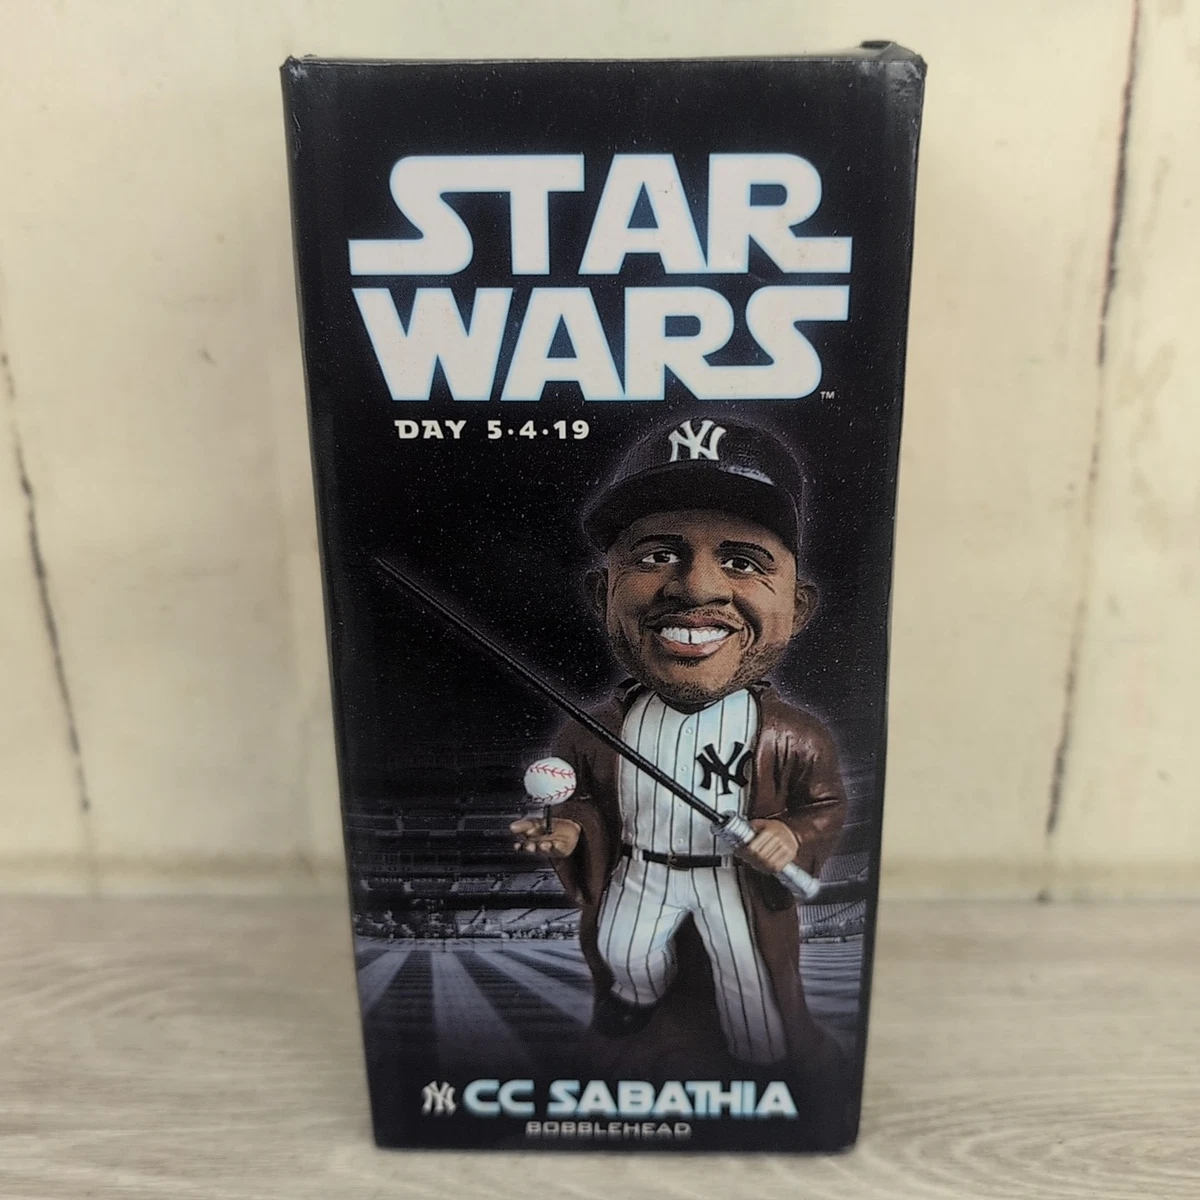 STAR
WARS
TM
DAY 5·4·19
NY
NY
NY CC SABATHIA
BOBBLEHEAD